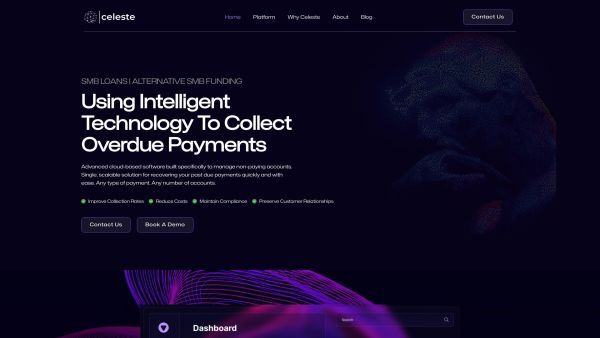 celeste
Home Platform Why Celeste About Blog
Contact Us
SMB LOANS | ALTERNATIVE SMB FUNDING
Using Intelligent
Technology To Collect
Overdue Payments
Advanced cloud-based software built specifically to manage non-paying accounts.
Single, scalable solution for recovering your past due payments quickly and with
ease. Any type of payment. Any number of accounts.
Improve Collection Rates Reduce Costs Maintain Compliance Preserve Customer Relationships
Contact Us Book A Demo
Dashboard
Search